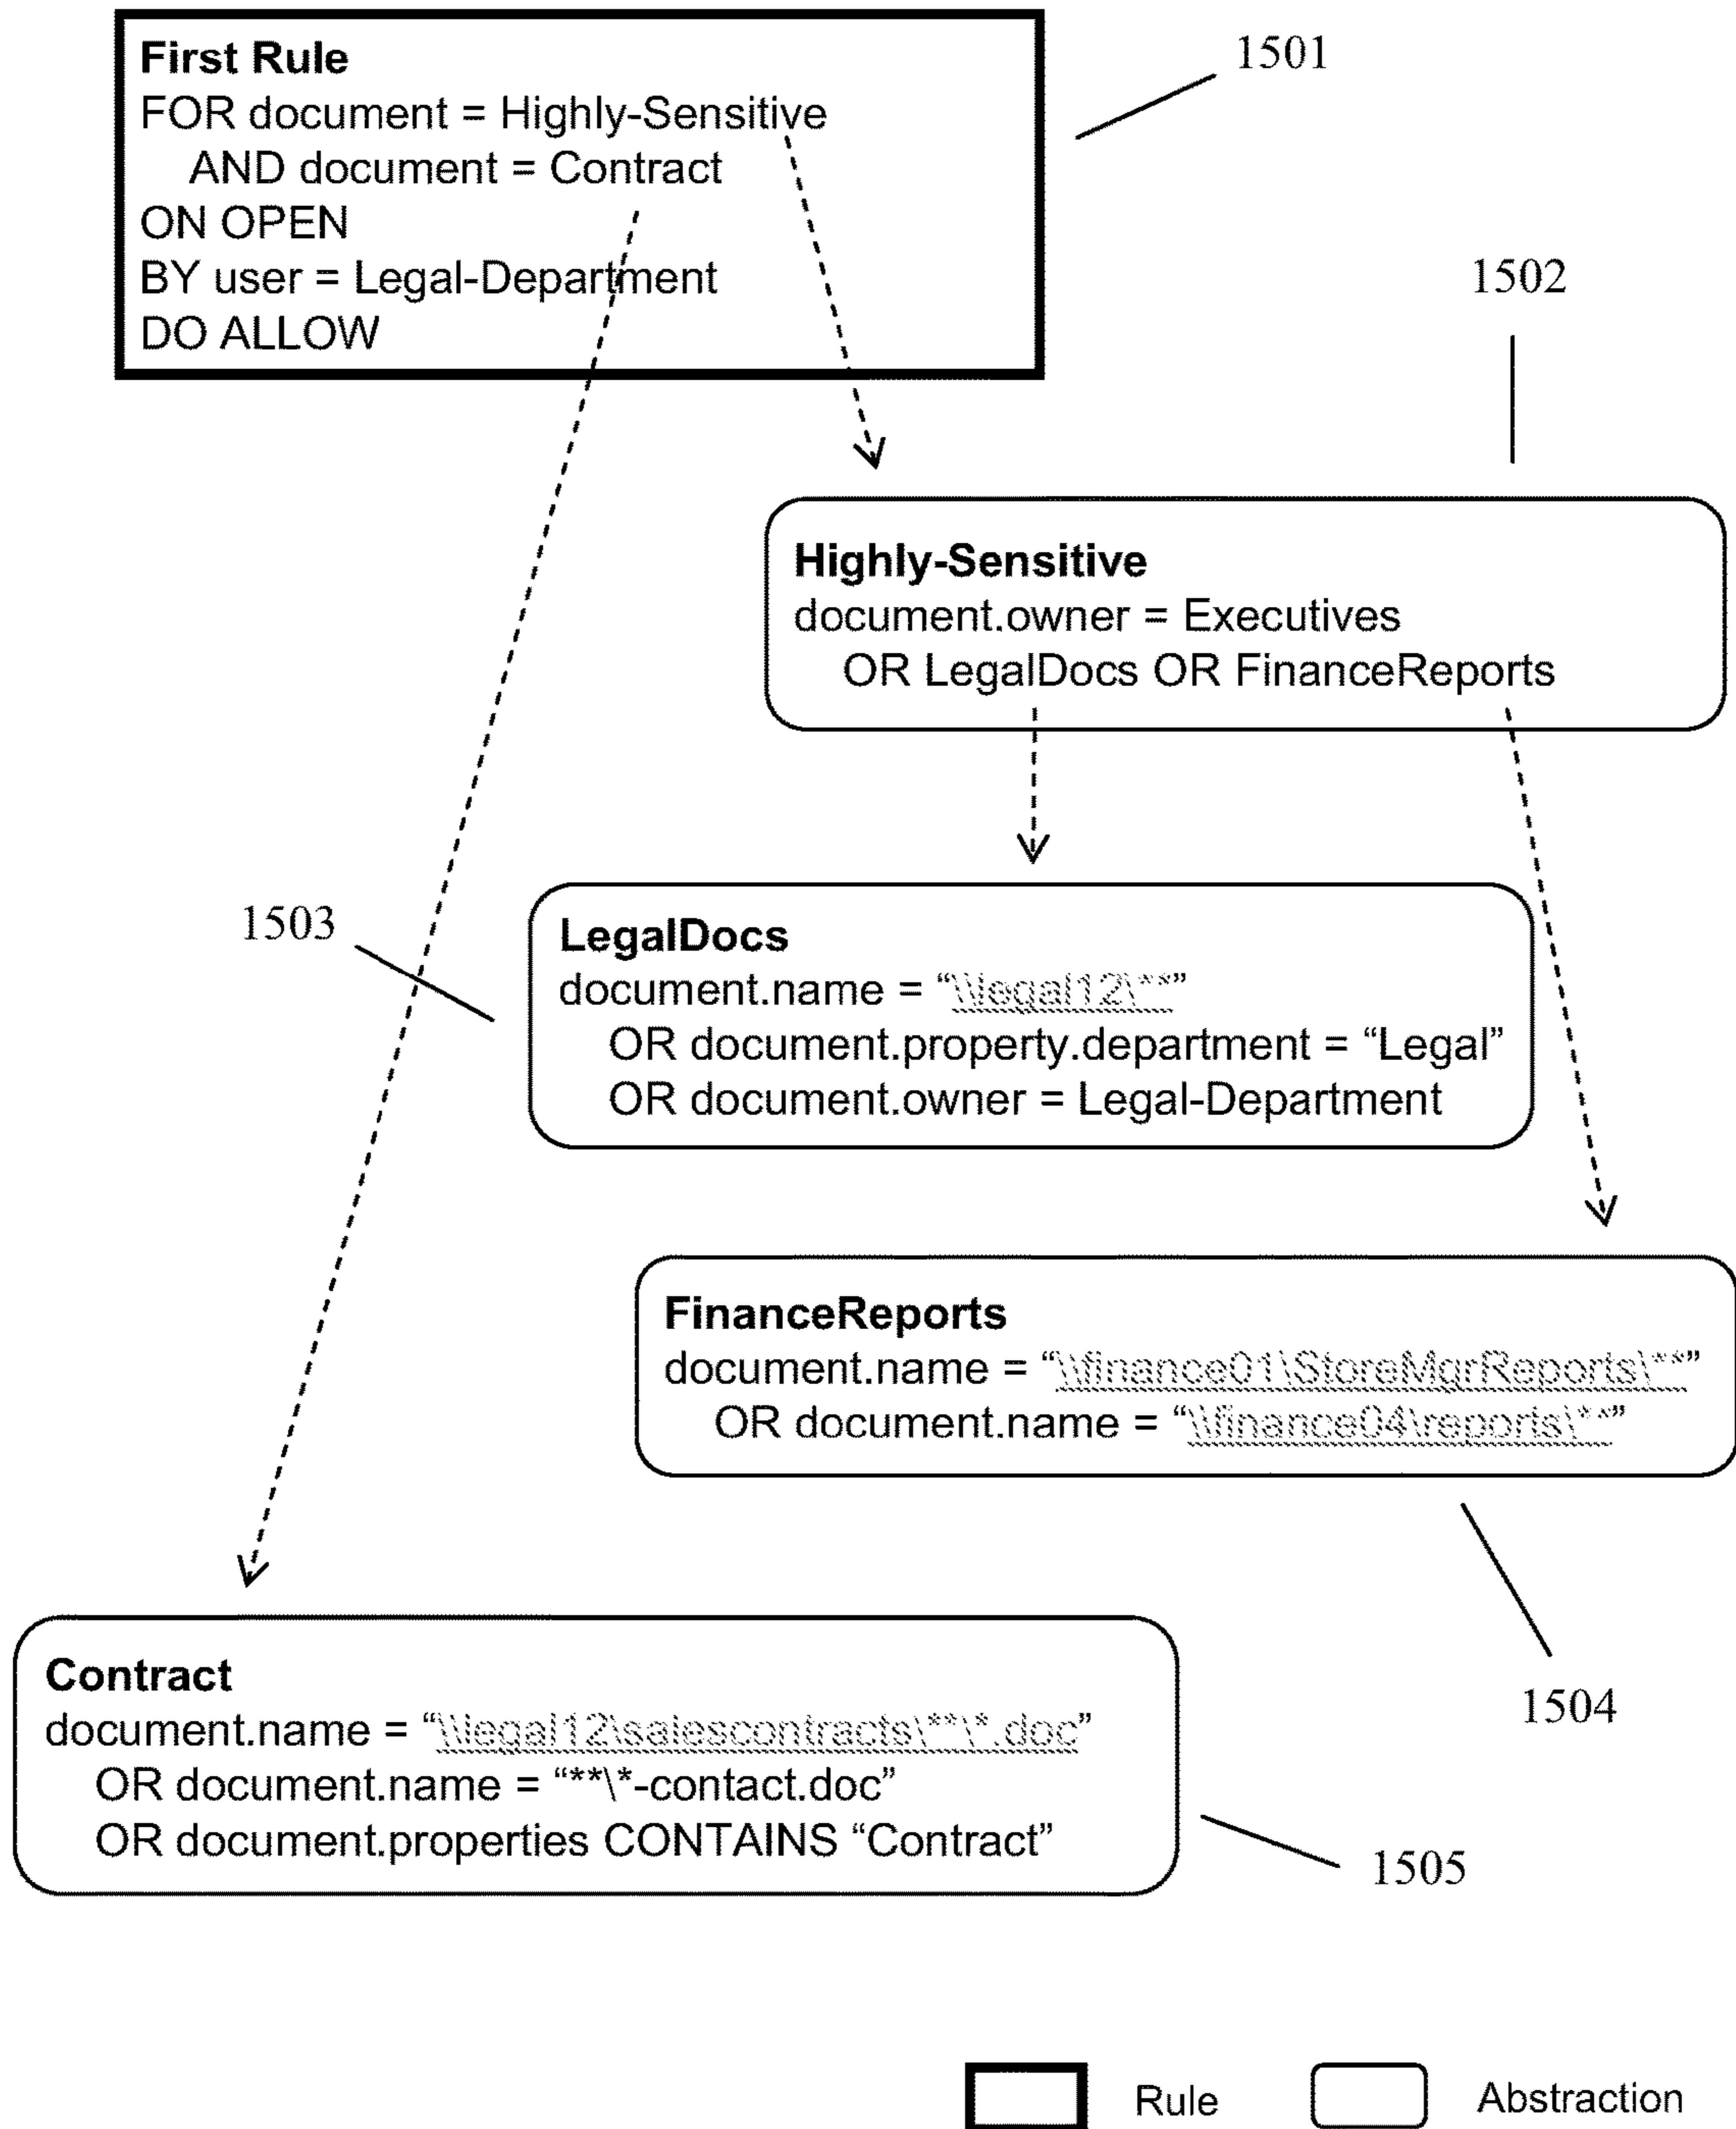 First Rule
1501
FOR document = Highly-Sensitive
AND document = Contract
ON OPEN
BY user = Legal-Department
DO ALLOW
1502
Highly-Sensitive
document.owner = Executives
OR LegalDocs OR FinanceReports
1503
LegalDocs
document.name = “\\legal12\**”
OR document.property.department = “Legal”
OR document.owner = Legal-Department
FinanceReports
document.name = “\\finance01\StoreMgrReports\**”
OR document.name = “\\finance04\reports\**”
1504
Contract
document.name = “\\legal12\salescontracts\**\*.doc”
OR document.name = “**\*-contact.doc”
OR document.properties CONTAINS “Contract”
1505
Rule
Abstraction